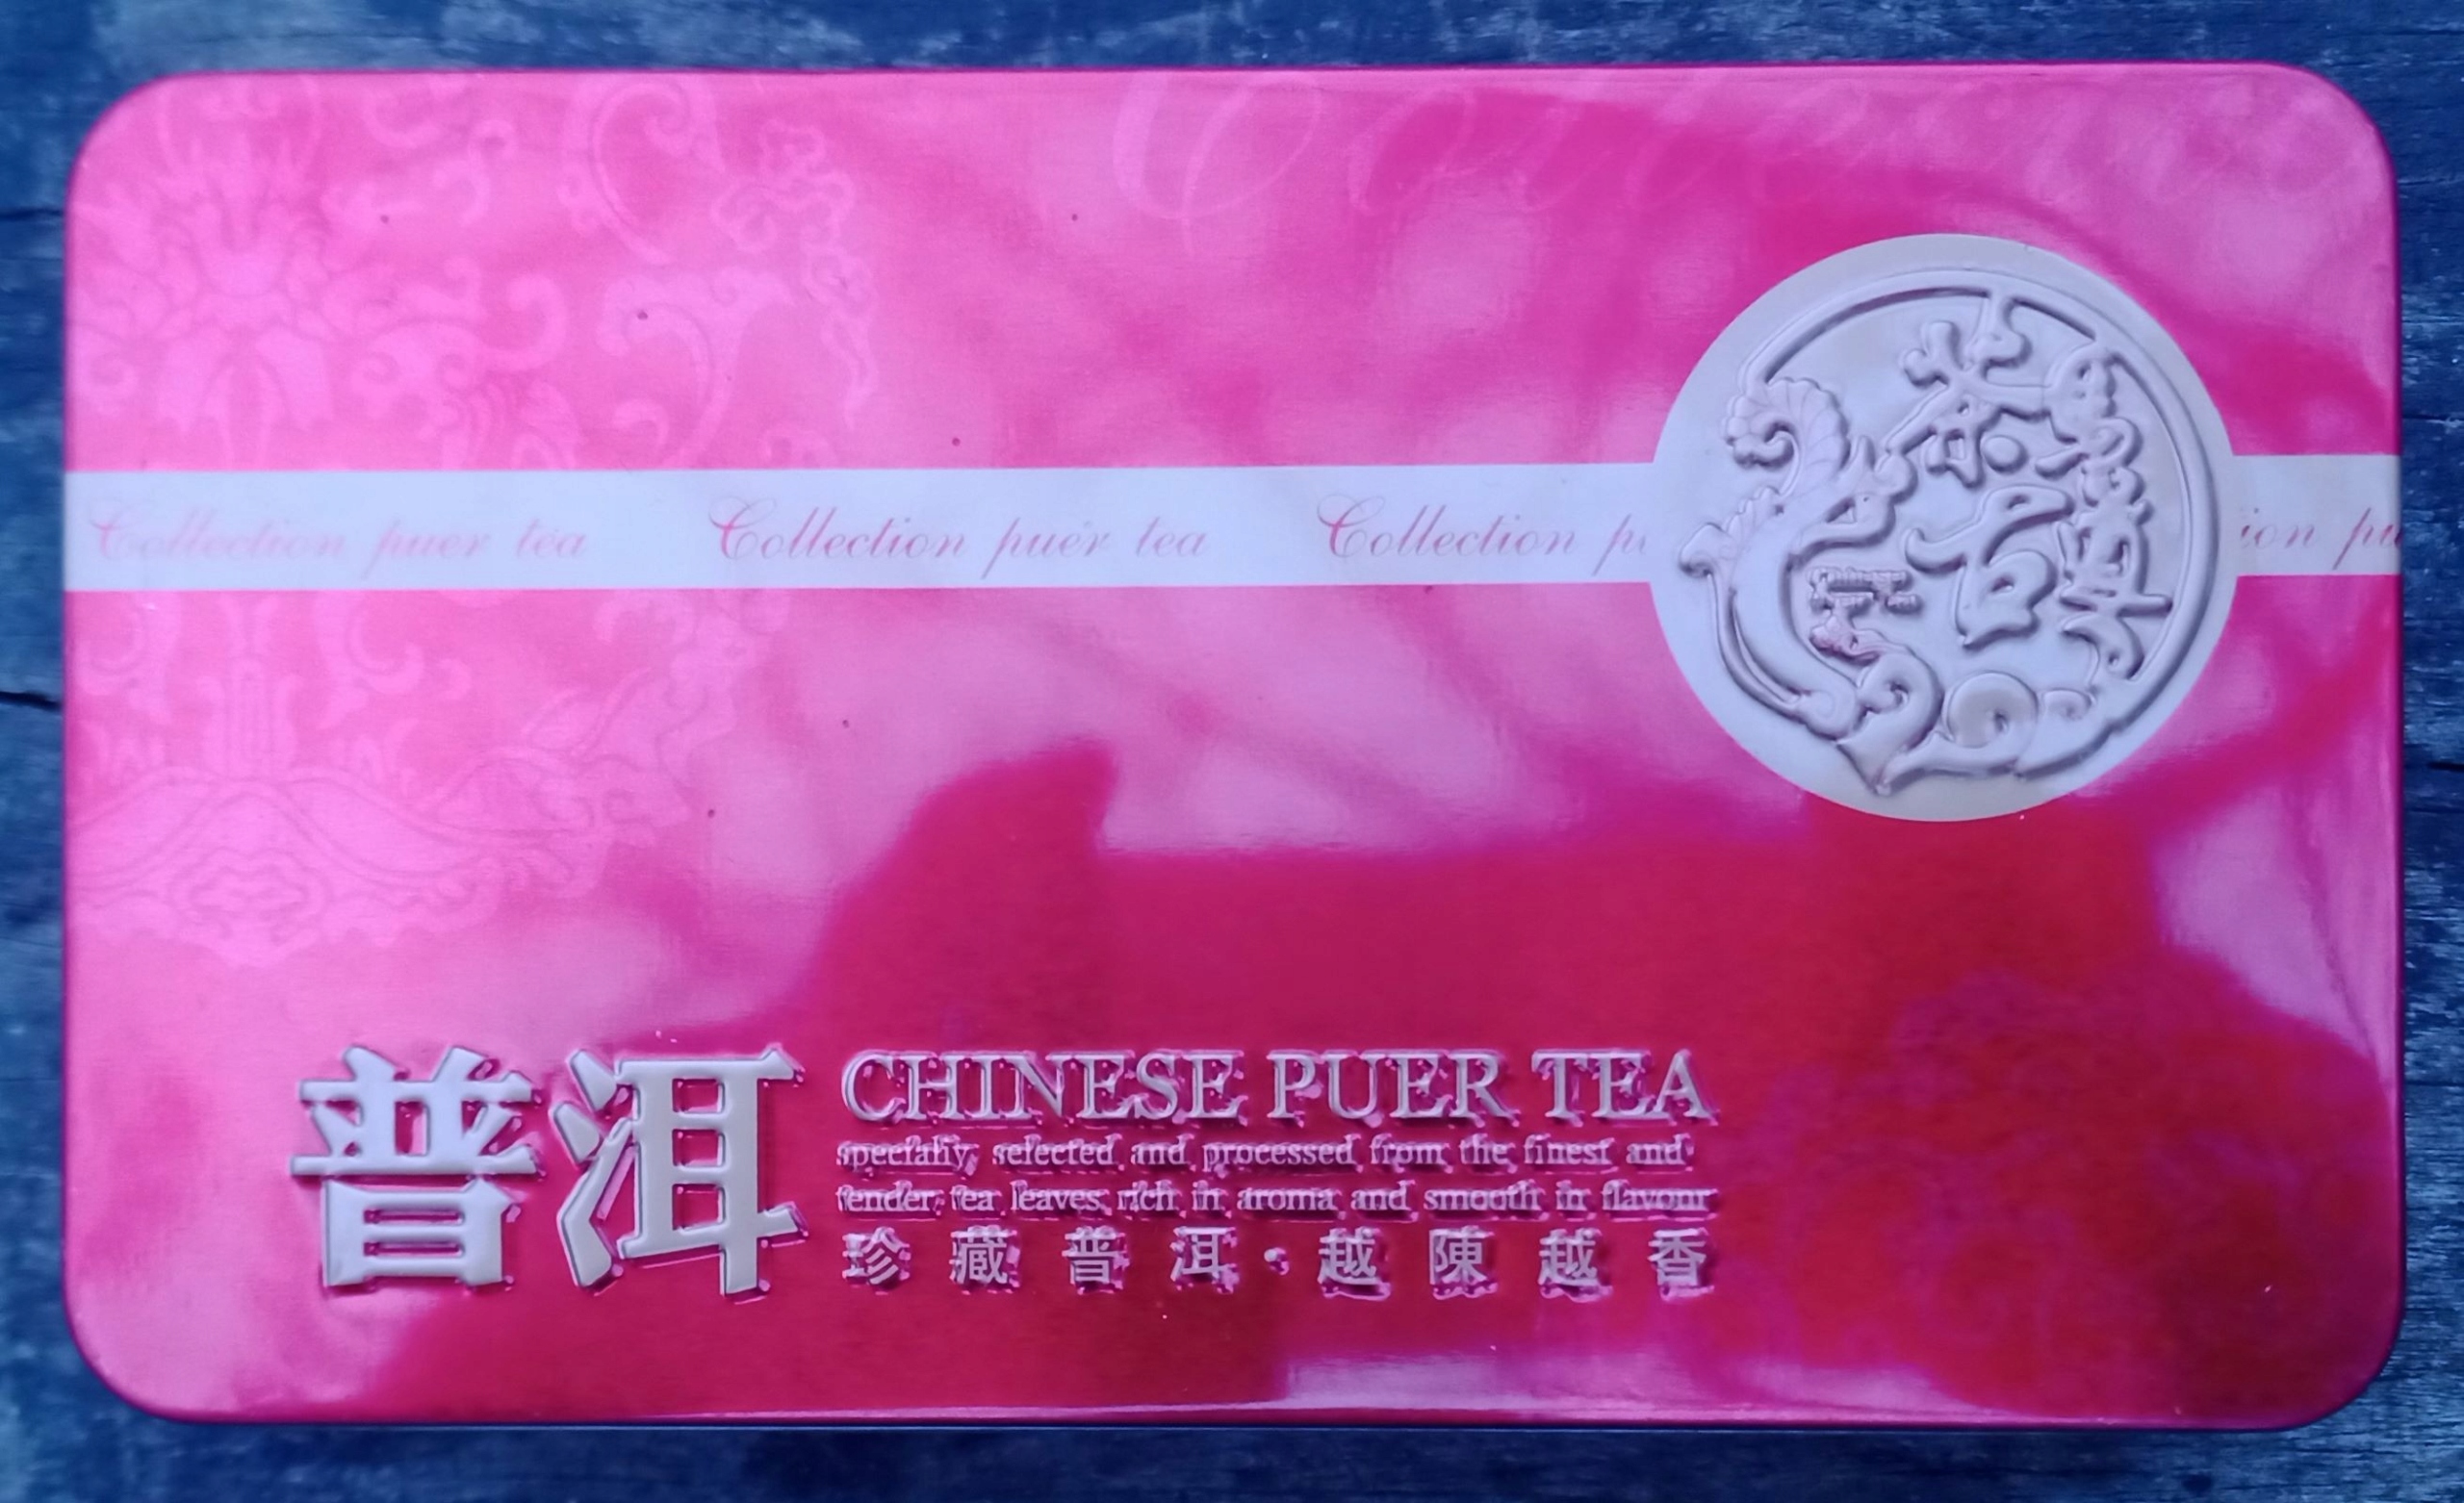 Collection puer tea Collection puer tea Collection pu ion pu
普洱
CHINESE PUER TEA
specially selected and processed from the finest and
tender tea leaves, rich in aroma and smooth in flavour
珍藏普洱·越陳越香